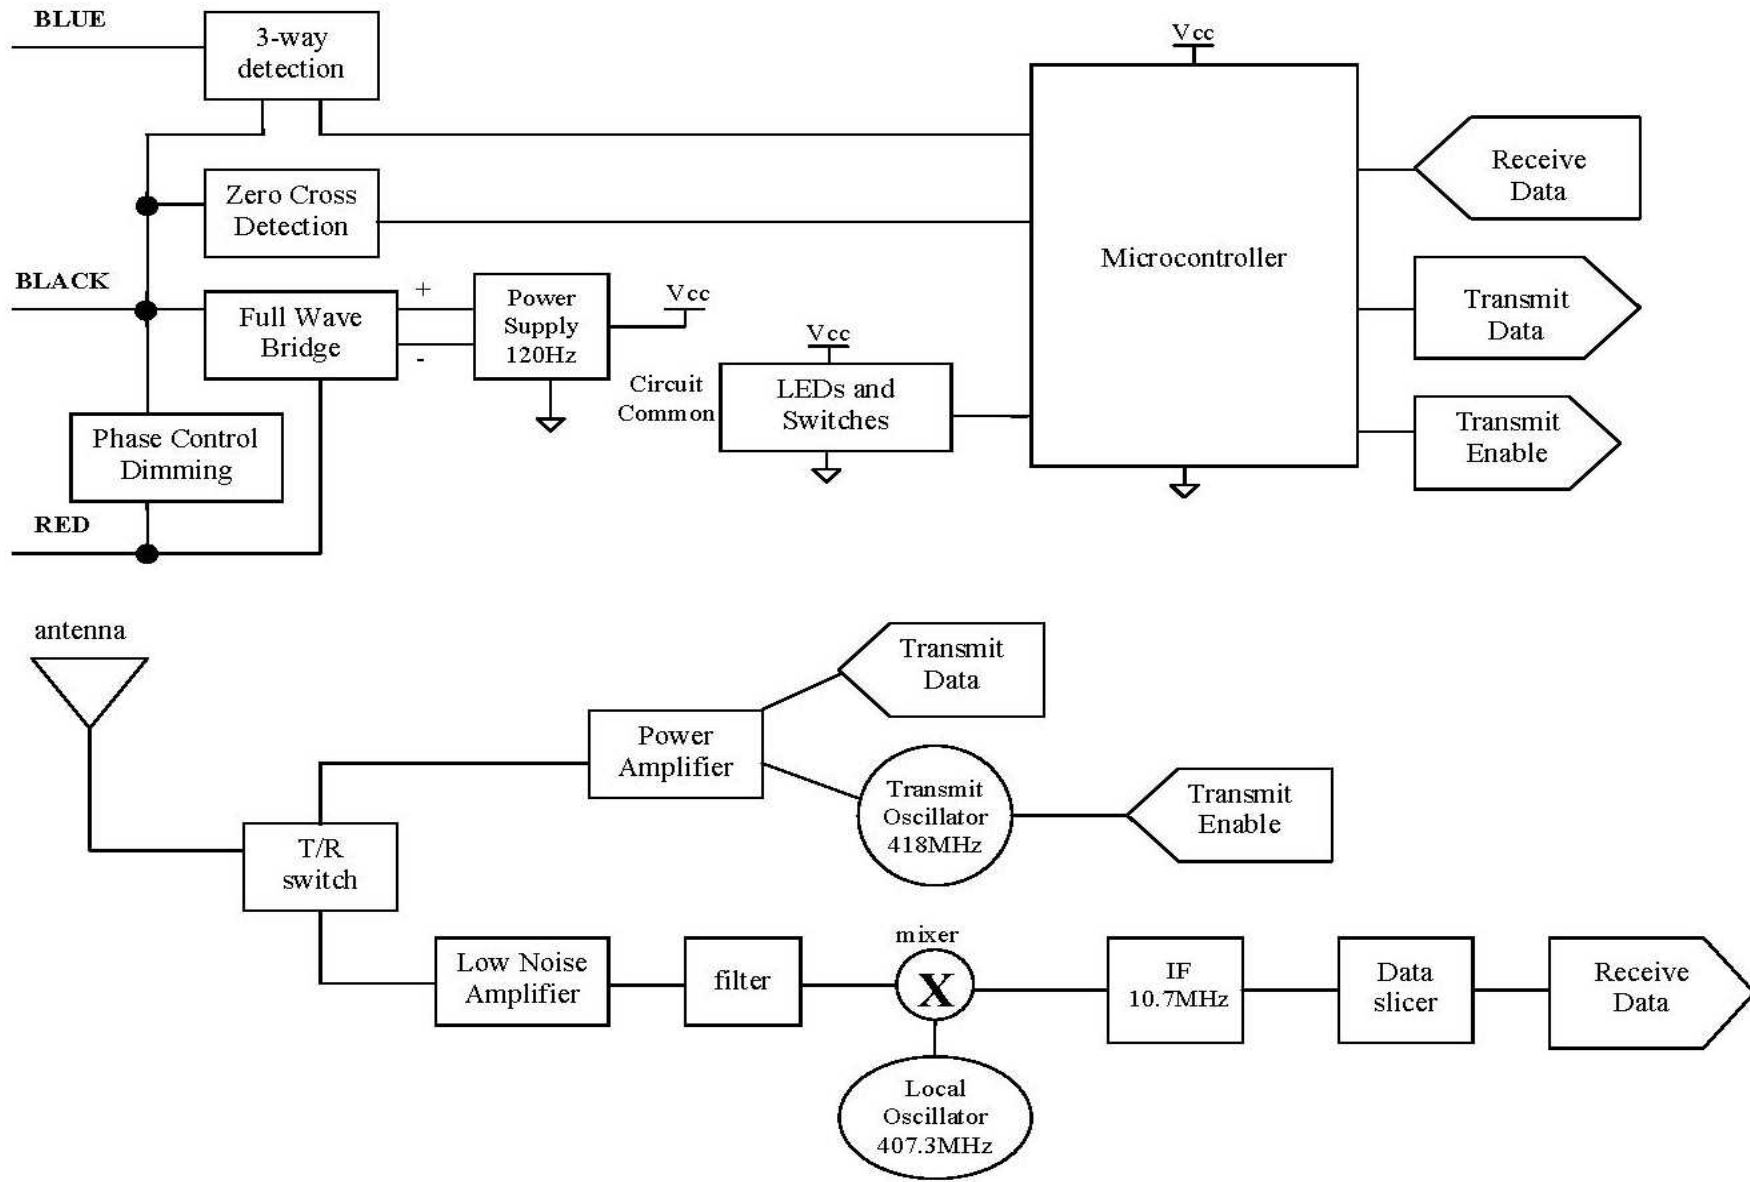 BLUE
3-way
detection
Vcc
Receive
Data
Zero Cross
Detection
Microcontroller
BLACK
Full Wave
Bridge
+
-
Power
Supply
120Hz
Vcc
Transmit
Data
Vcc
Circuit
Common
LEDs and
Switches
Transmit
Enable
Phase Control
Dimming
RED
antenna
Transmit
Data
Power
Amplifier
Transmit
Oscillator
418MHz
Transmit
Enable
T/R
switch
Low Noise
Amplifier
filter
mixer
X
IF
10.7MHz
Data
slicer
Receive
Data
Local
Oscillator
407.3MHz